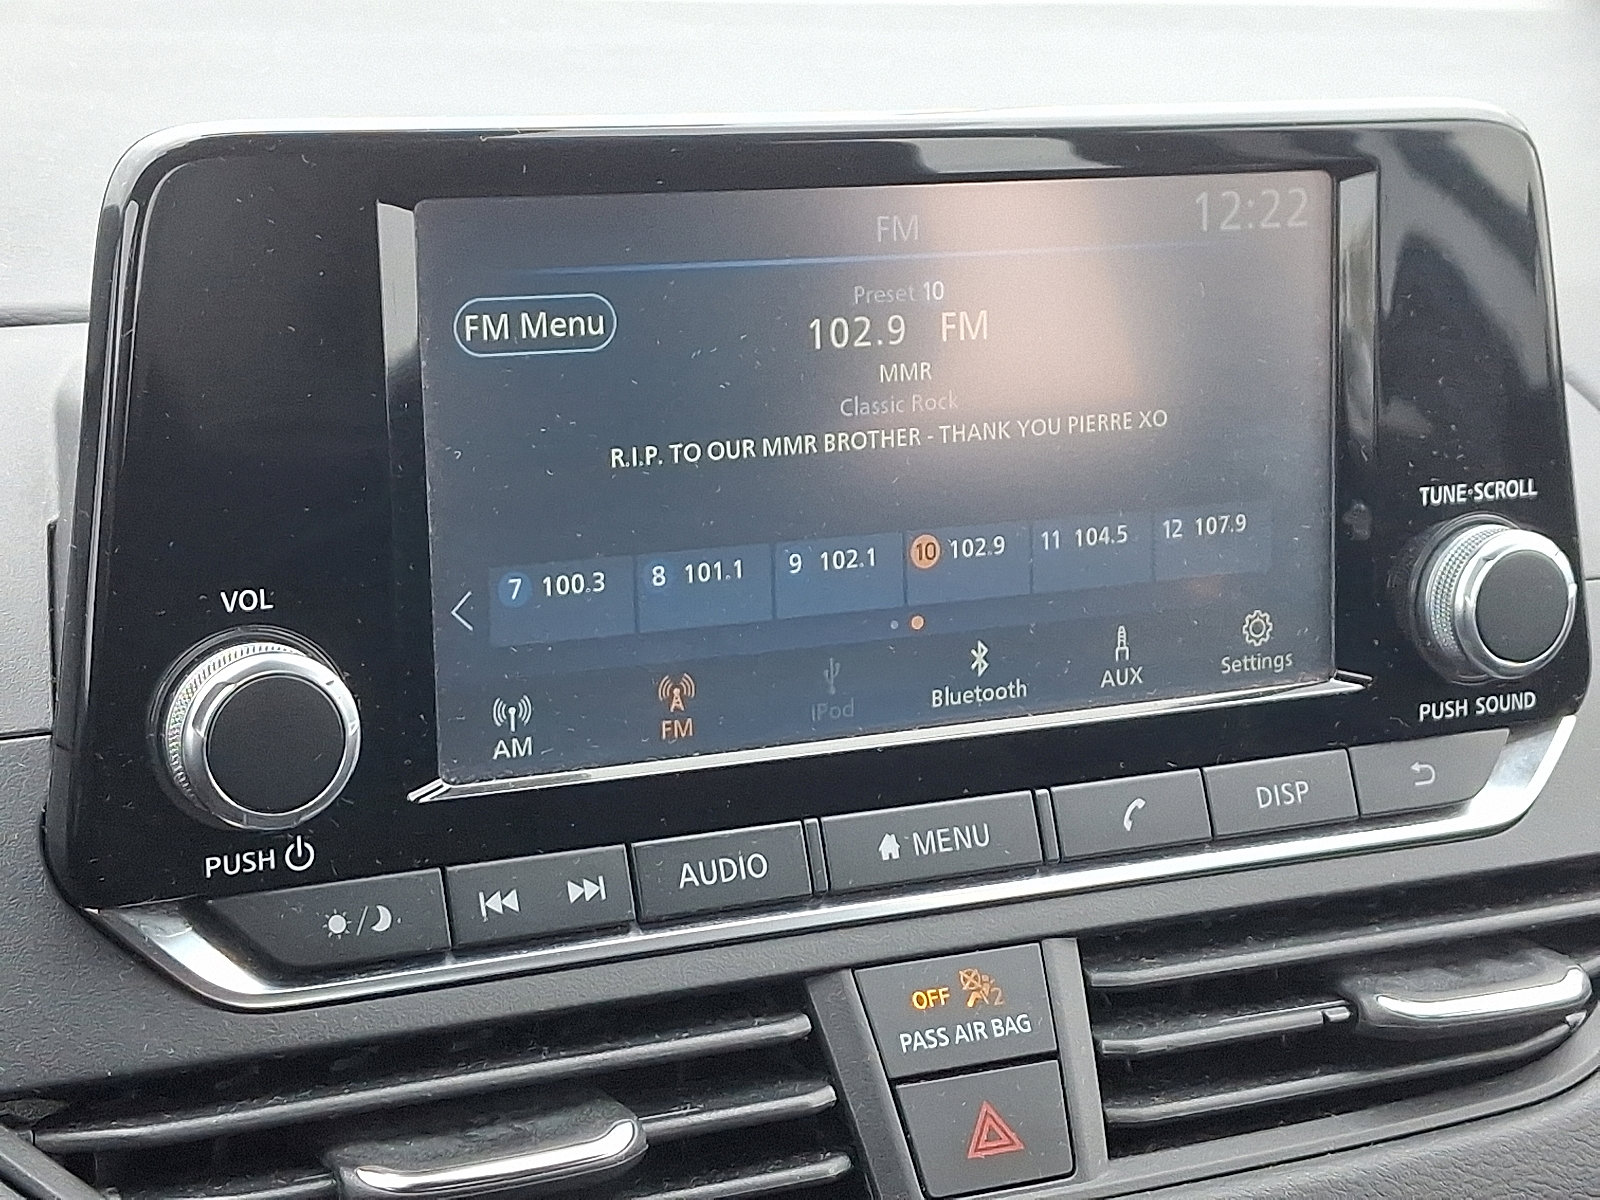 FM
12:22
FM Menu
Preset 10
102.9 FM
MMR
Classic Rock
R.I.P. TO OUR MMR BROTHER - THANK YOU PIERRE XO
7 100.3
8 101.1
9 102.1
10 102.9
11 104.5
12 107.9
AM
FM
iPod
Bluetooth
AUX
Settings
VOL
PUSH
TUNE·SCROLL
PUSH SOUND
AUDIO
MENU
DISP
OFF
2
PASS AIR BAG